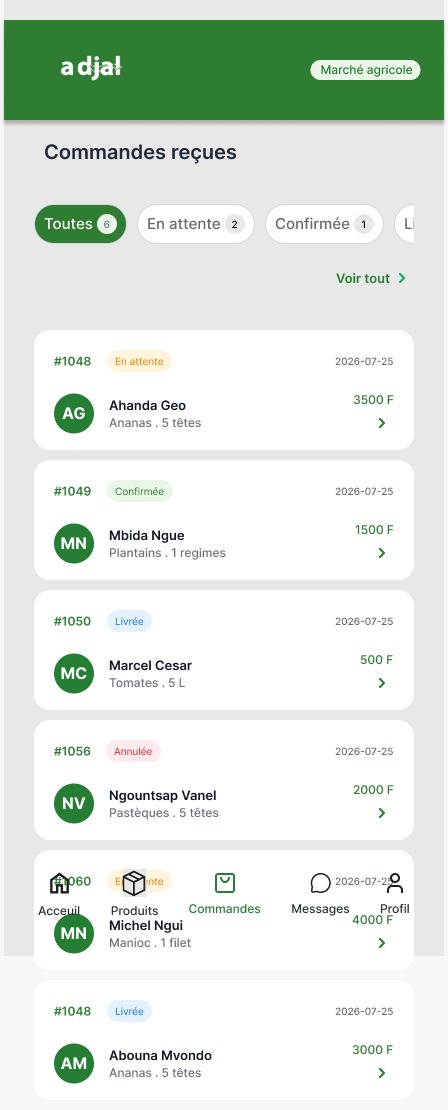 adjal
Marché agricole
Commandes reçues
Toutes 6
En attente 2
Confirmée 1
Li
Voir tout
#1048 En attente 2026-07-25
3500 F
AG Ahanda Geo
Ananas . 5 têtes
#1049 Confirmée 2026-07-25
1500 F
MN Mbida Ngue
Plantains . 1 regimes
#1050 Livrée 2026-07-25
500 F
MC Marcel Cesar
Tomates . 5 L
#1056 Annulée 2026-07-25
2000 F
NV Ngountsap Vanel
Pastèques . 5 têtes
#1060 En attente 2026-07-25
Acceuil Produits Commandes Messages Profil
4000 F
MN Michel Ngui
Manioc . 1 filet
#1048 Livrée 2026-07-25
3000 F
AM Abouna Mvondo
Ananas . 5 têtes